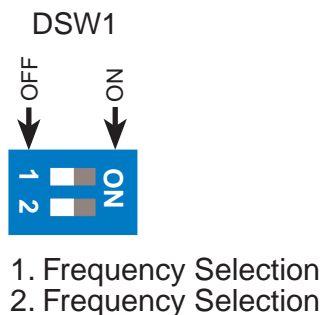 DSW1
OFF
ON
1
ON
2
1. Frequency Selection
2. Frequency Selection